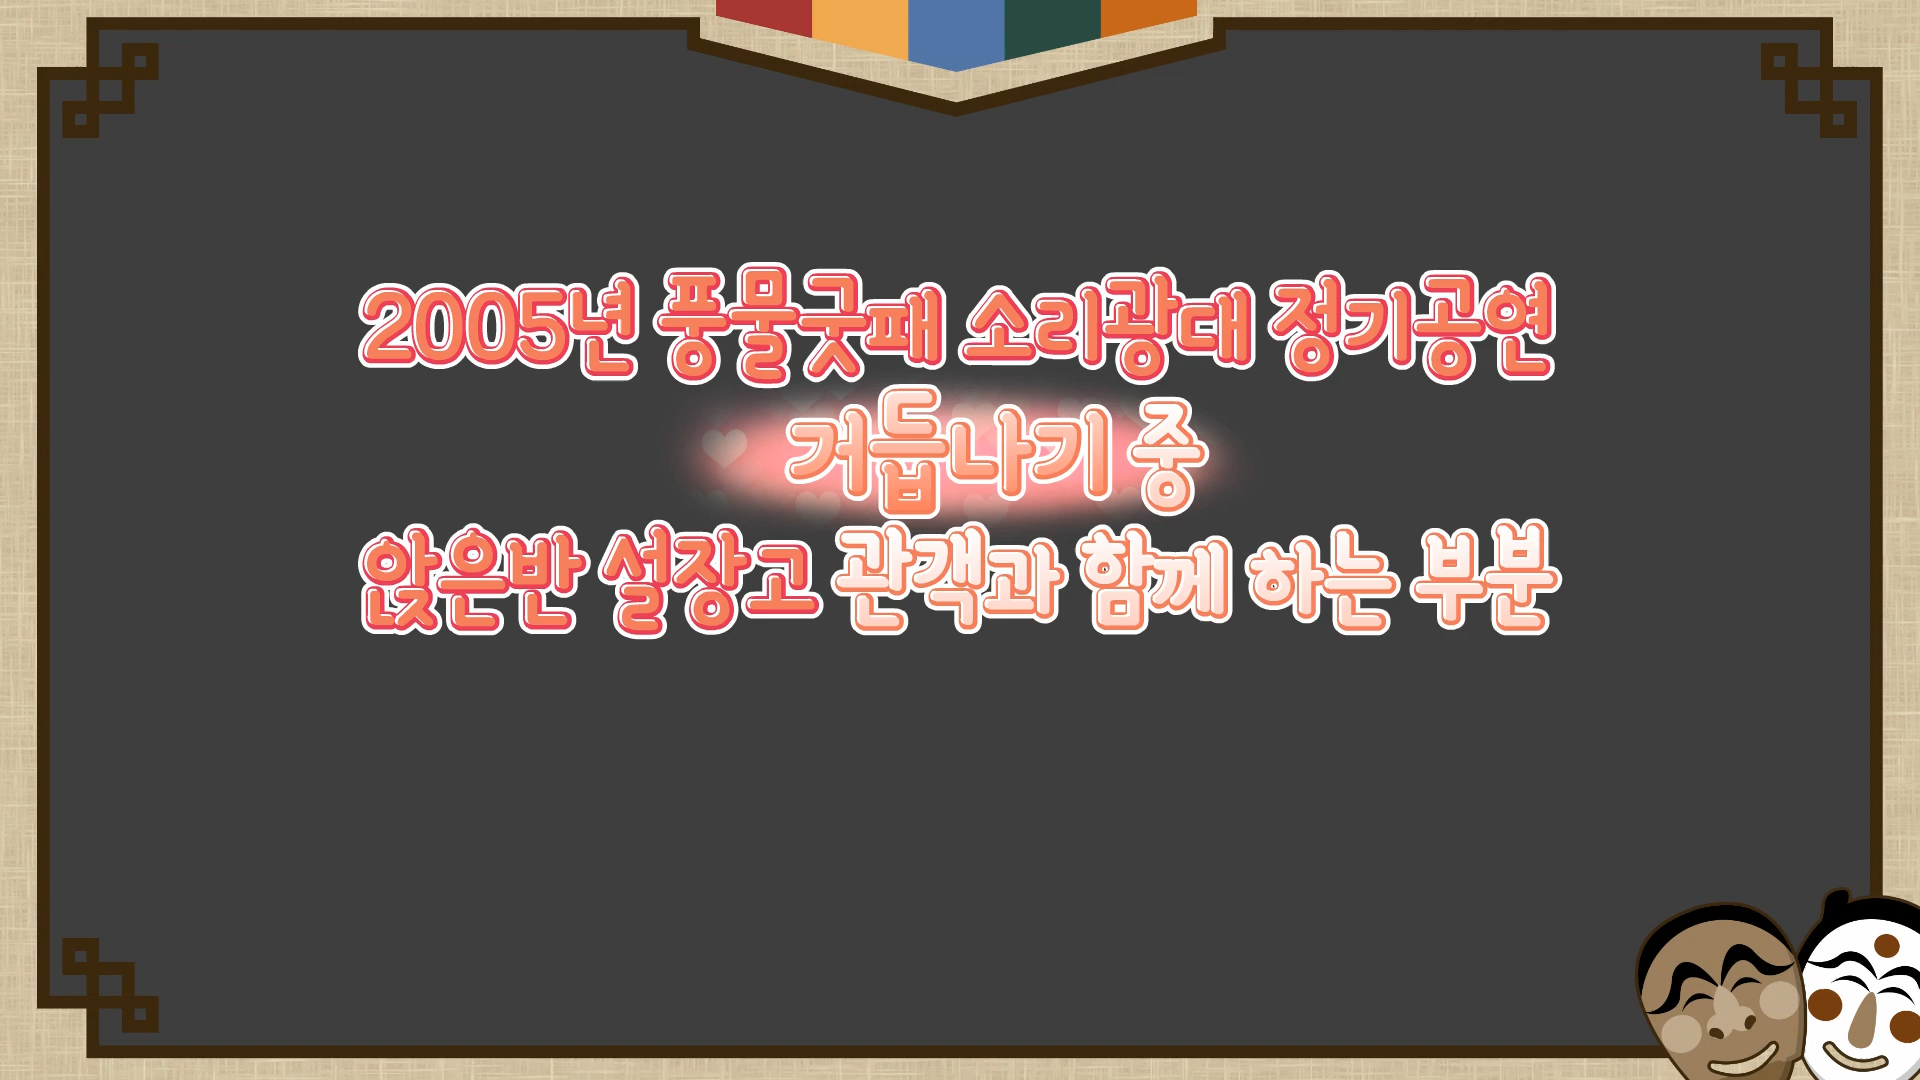 2005년 풍물굿패 소리광대 정기공연
거듭나기 중
앉은반 설장고 관객과 함께 하는 부분